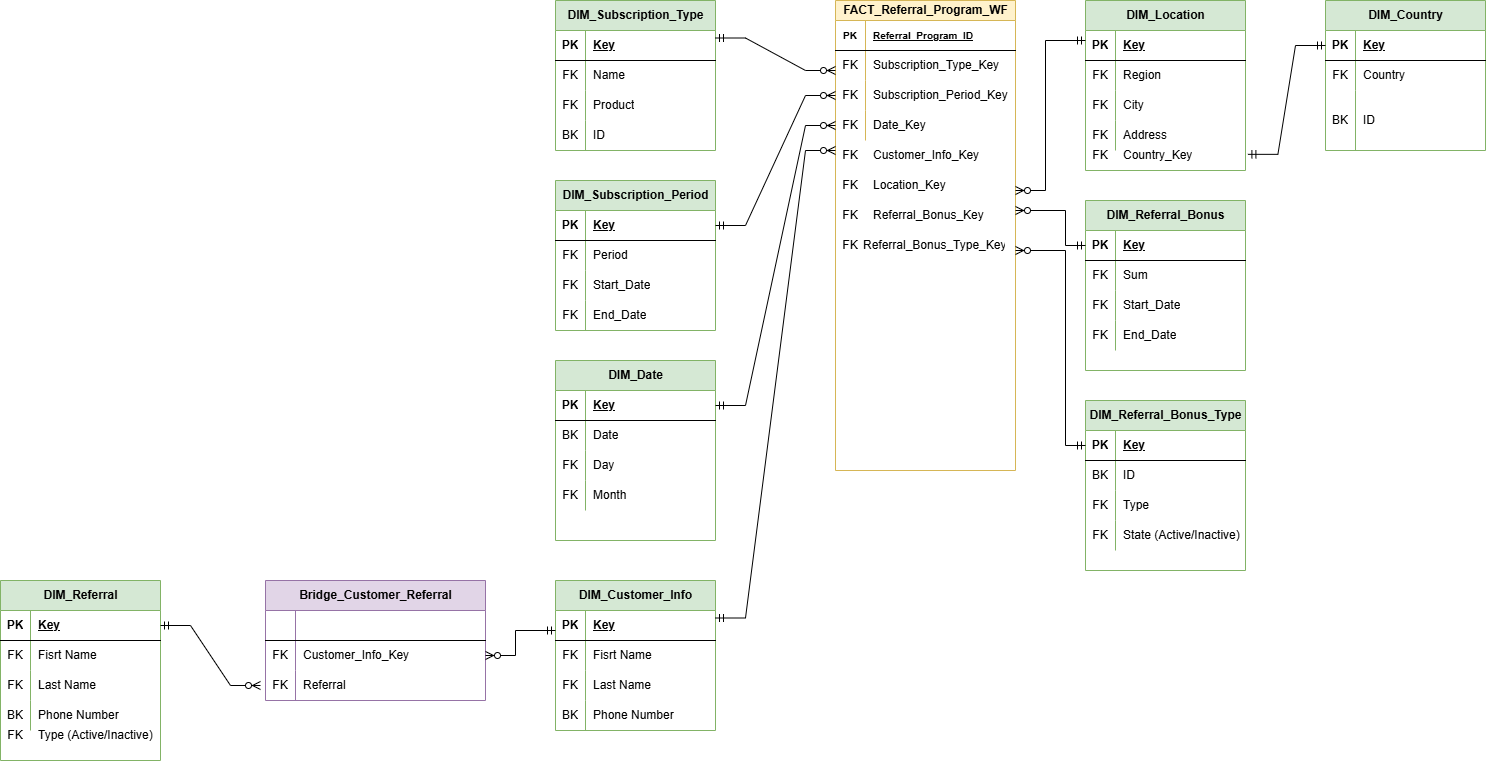 DIM_Subscription_Type
PK Key
FK Name
FK Product
BK ID
DIM_Subscription_Period
PK Key
FK Period
FK Start_Date
FK End_Date
DIM_Date
PK Key
BK Date
FK Day
FK Month
DIM_Referral
PK Key
FK Fisrt Name
FK Last Name
BK Phone Number
FK Type (Active/Inactive)
Bridge_Customer_Referral
FK Customer_Info_Key
FK Referral
DIM_Customer_Info
PK Key
FK Fisrt Name
FK Last Name
BK Phone Number
FACT_Referral_Program_WF
PK Referral_Program_ID
FK Subscription_Type_Key
FK Subscription_Period_Key
FK Date_Key
FK Customer_Info_Key
FK Location_Key
FK Referral_Bonus_Key
FK Referral_Bonus_Type_Key
DIM_Location
PK Key
FK Region
FK City
FK Address
FK Country_Key
DIM_Country
PK Key
FK Country
BK ID
DIM_Referral_Bonus
PK Key
FK Sum
FK Start_Date
FK End_Date
DIM_Referral_Bonus_Type
PK Key
BK ID
FK Type
FK State (Active/Inactive)